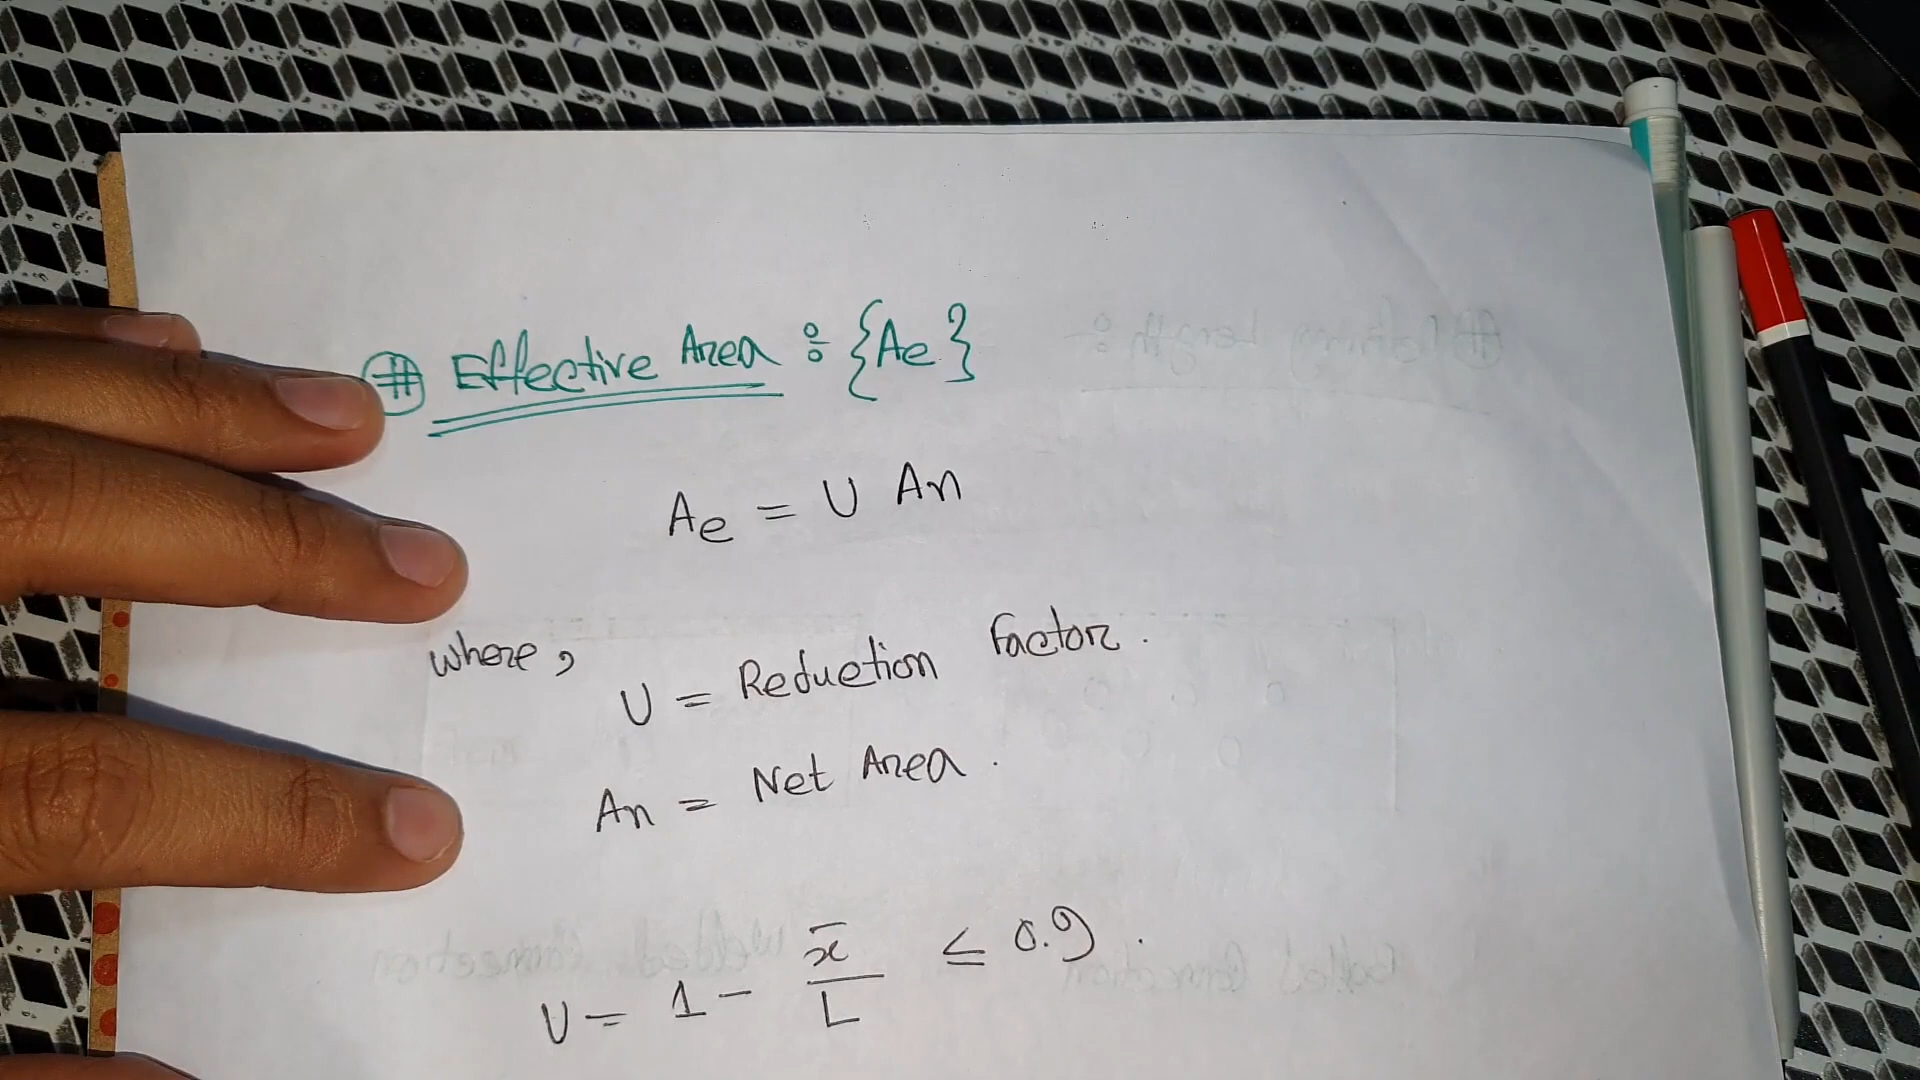 # Effective Area : {Ae}
Ae = U An
where,
U = Reduction factor.
An = Net Area.
U = 1 - x̄/L ≤ 0.9.